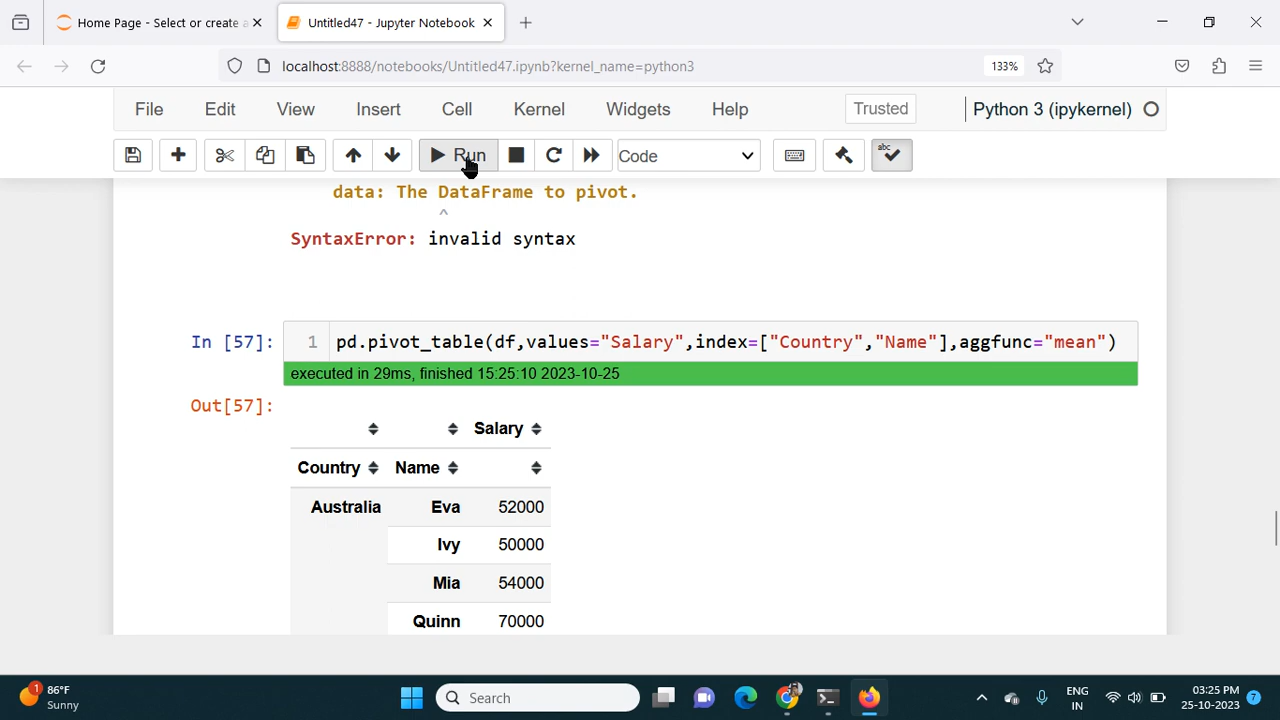 Home Page - Select or create a
Untitled47 - Jupyter Notebook
localhost:8888/notebooks/Untitled47.ipynb?kernel_name=python3
133%
File Edit View Insert Cell Kernel Widgets Help
Trusted
Python 3 (ipykernel)
Run
Code
abc
data: The DataFrame to pivot.
^
SyntaxError: invalid syntax
In [57]:
1 pd.pivot_table(df,values="Salary",index=["Country","Name"],aggfunc="mean")
executed in 29ms, finished 15:25:10 2023-10-25
Out[57]:
Salary
Country Name
Australia Eva 52000
Ivy 50000
Mia 54000
Quinn 70000
1
86°F
Sunny
Search
ENG
IN
03:25 PM
25-10-2023
7